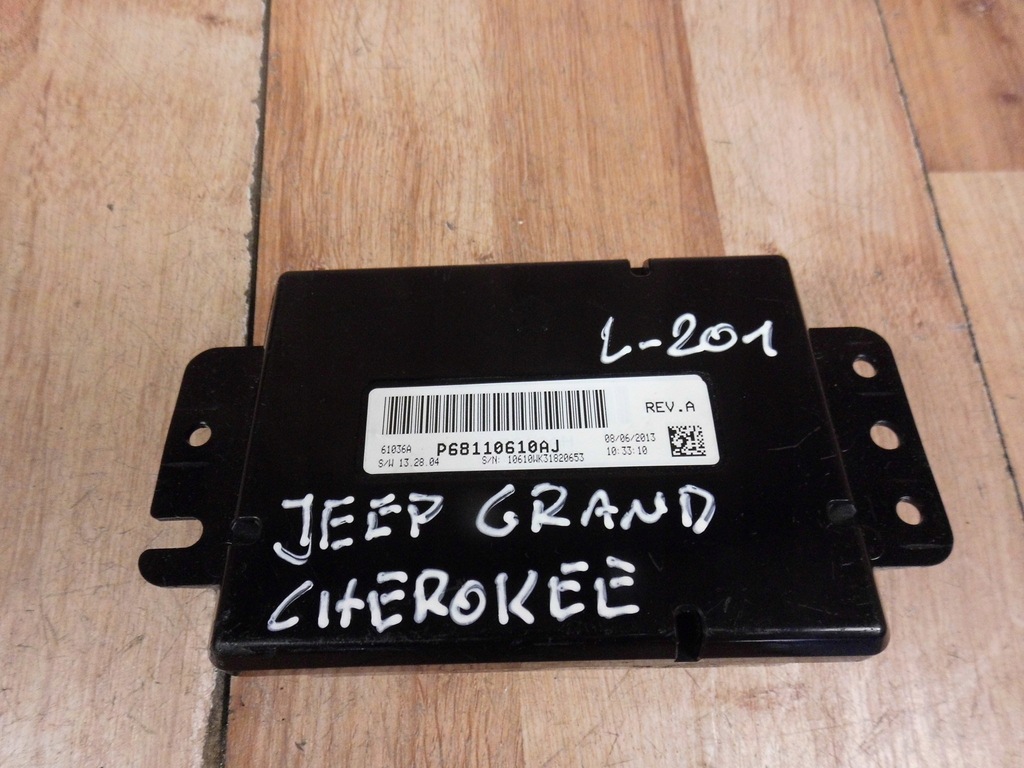 L-201
REV.A
61036A P68110610AJ 08/06/2013
S/W 13.28.04 S/N: 10610WK31820653 10:33:10
JEEP GRAND
CHEROKEE